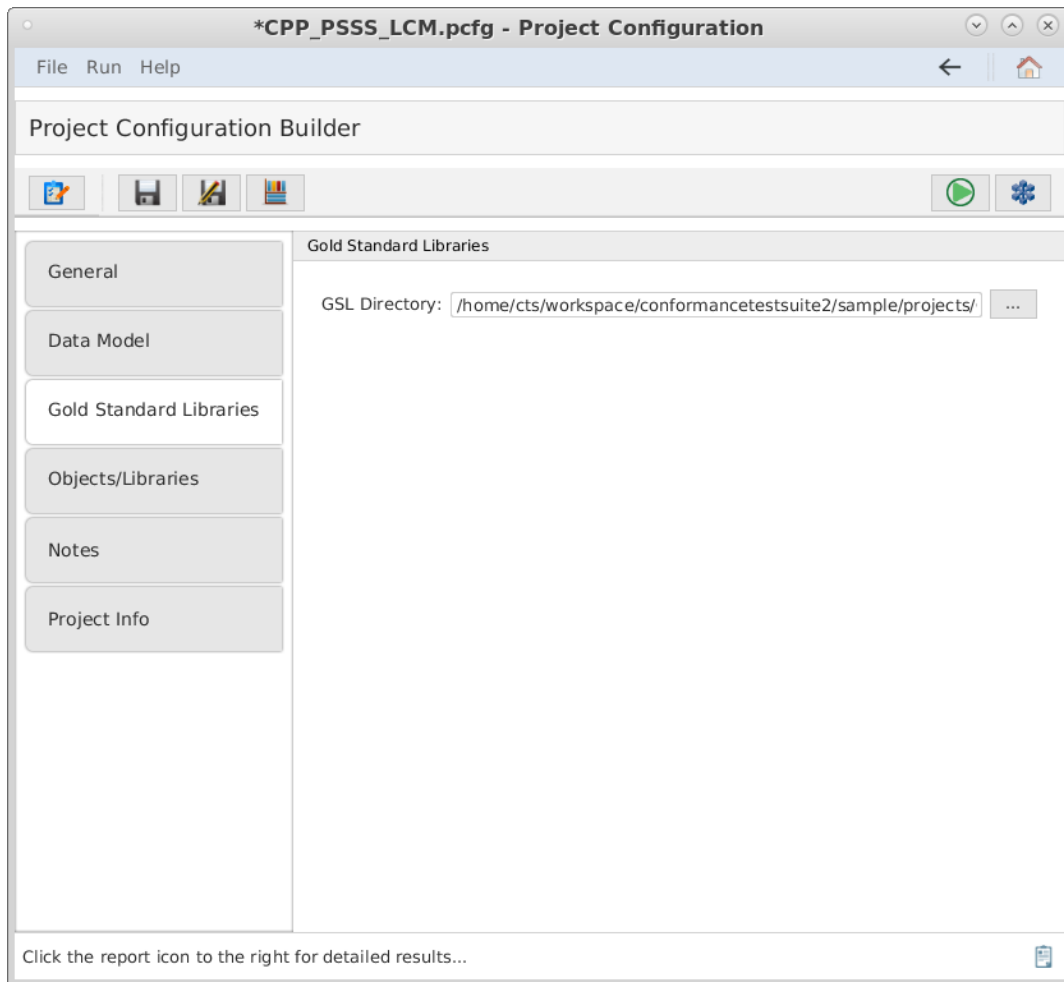 *CPP_PSSS_LCM.pcfg - Project Configuration
File Run Help
Project Configuration Builder
General
Data Model
Gold Standard Libraries
Objects/Libraries
Notes
Project Info
Gold Standard Libraries
GSL Directory: /home/cts/workspace/conformancetestsuite2/sample/projects/ ...
Click the report icon to the right for detailed results...